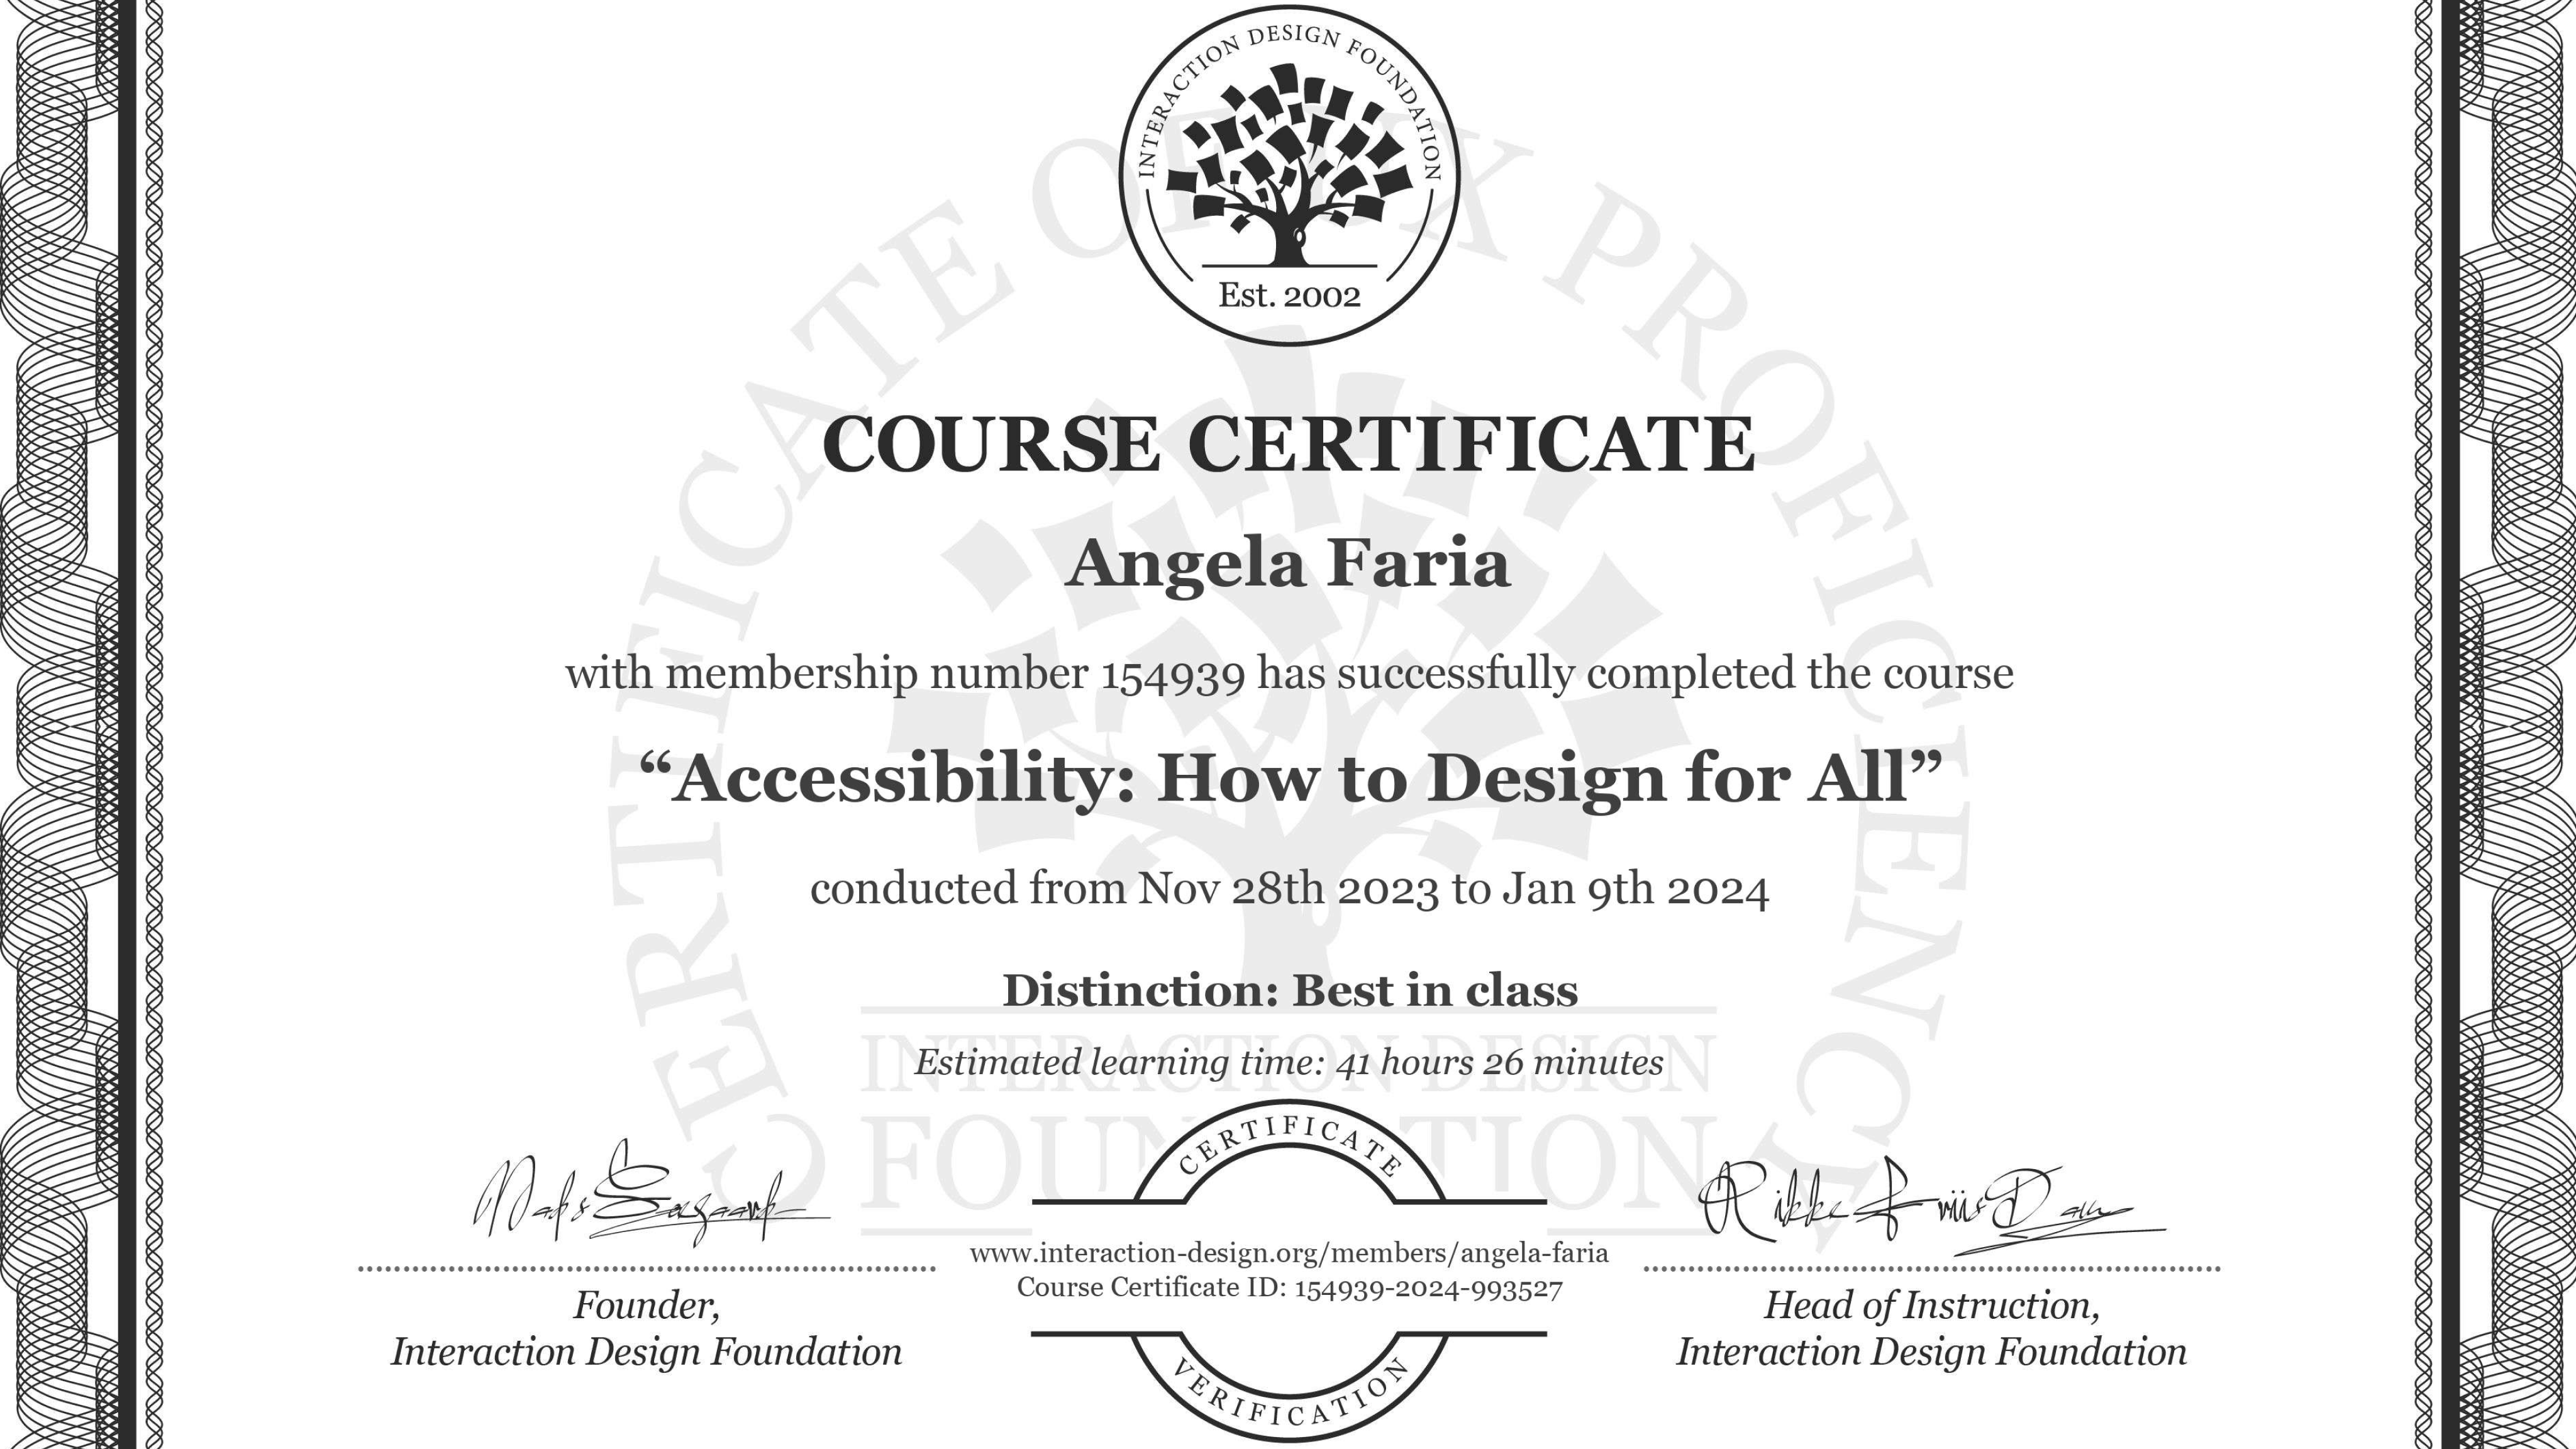 INTERACTION DESIGN FOUNDATION
Est. 2002
CERTIFICATE OF UX PROFICIENCY
COURSE CERTIFICATE
Angela Faria
with membership number 154939 has successfully completed the course
“Accessibility: How to Design for All”
conducted from Nov 28th 2023 to Jan 9th 2024
Distinction: Best in class
INTERACTION DESIGN
FOUNDATION
Estimated learning time: 41 hours 26 minutes
CERTIFICATE
Rikke Friis Dam
www.interaction-design.org/members/angela-faria
Course Certificate ID: 154939-2024-993527
Founder,
Interaction Design Foundation
Head of Instruction,
Interaction Design Foundation
VERIFICATION